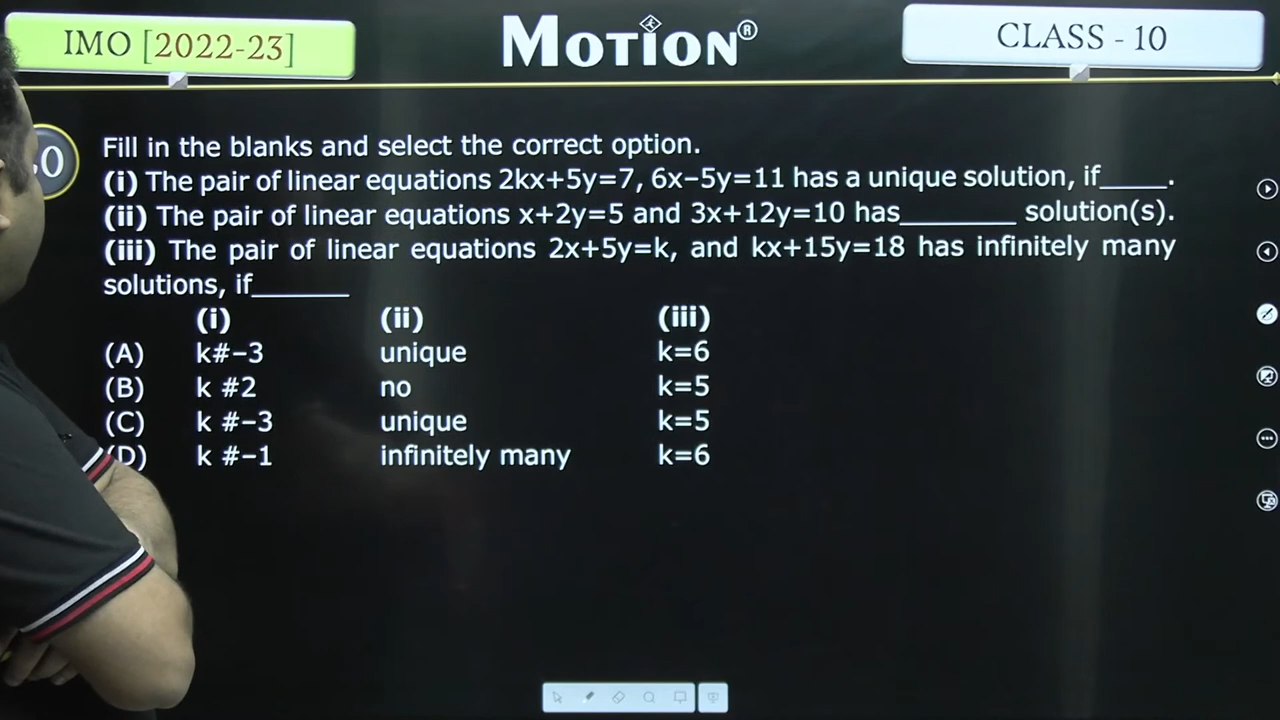 IMO [2022-23]
MOTION®
CLASS - 10
Fill in the blanks and select the correct option.
(i) The pair of linear equations 2kx+5y=7, 6x−5y=11 has a unique solution, if____.
(ii) The pair of linear equations x+2y=5 and 3x+12y=10 has_______ solution(s).
(iii) The pair of linear equations 2x+5y=k, and kx+15y=18 has infinitely many
solutions, if______
(i) (ii) (iii)
(A) k#−3 unique k=6
(B) k #2 no k=5
(C) k #−3 unique k=5
(D) k #−1 infinitely many k=6